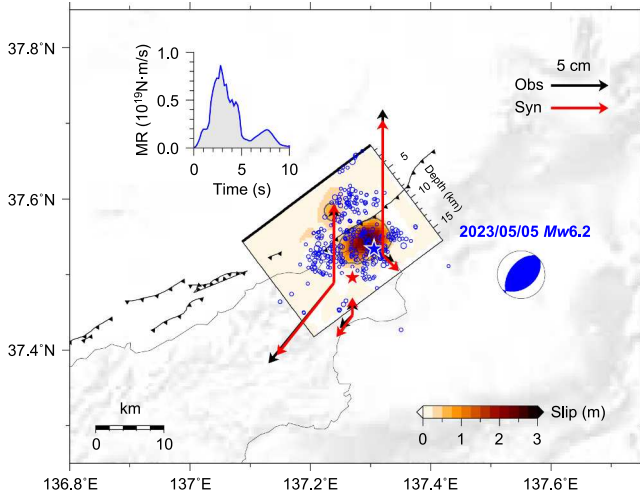 37.8°N
37.6°N
37.4°N
136.8°E
137°E
137.2°E
137.4°E
137.6°E
MR (10¹⁹N·m/s)
1.0
0.5
0.0
0
5
10
Time (s)
5 cm
Obs
Syn
5
10
15
Depth (km)
2023/05/05 Mw6.2
km
0
10
Slip (m)
0
1
2
3